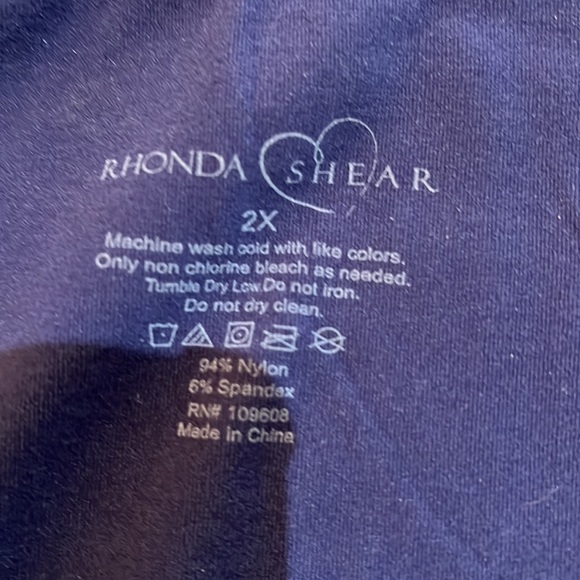 RHONDA SHEAR
2X
Machine wash cold with like colors.
Only non chlorine bleach as needed.
Tumble Dry Low.Do not iron.
Do not dry clean.
94% Nylon
6% Spandex
RN# 109608
Made in China